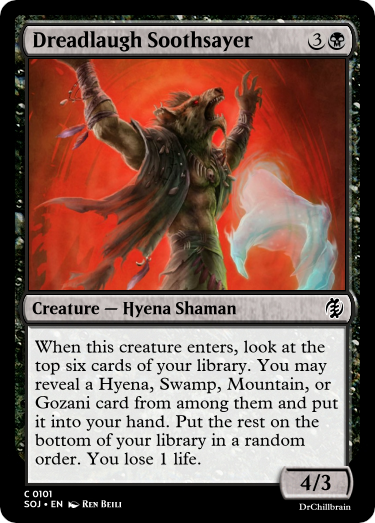 Dreadlaugh Soothsayer 3
Creature — Hyena Shaman
When this creature enters, look at the
top six cards of your library. You may
reveal a Hyena, Swamp, Mountain, or
Gozani card from among them and put
it into your hand. Put the rest on the
bottom of your library in a random
order. You lose 1 life.
4/3
C 0101
SOJ • EN Ren Beili
DrChillbrain